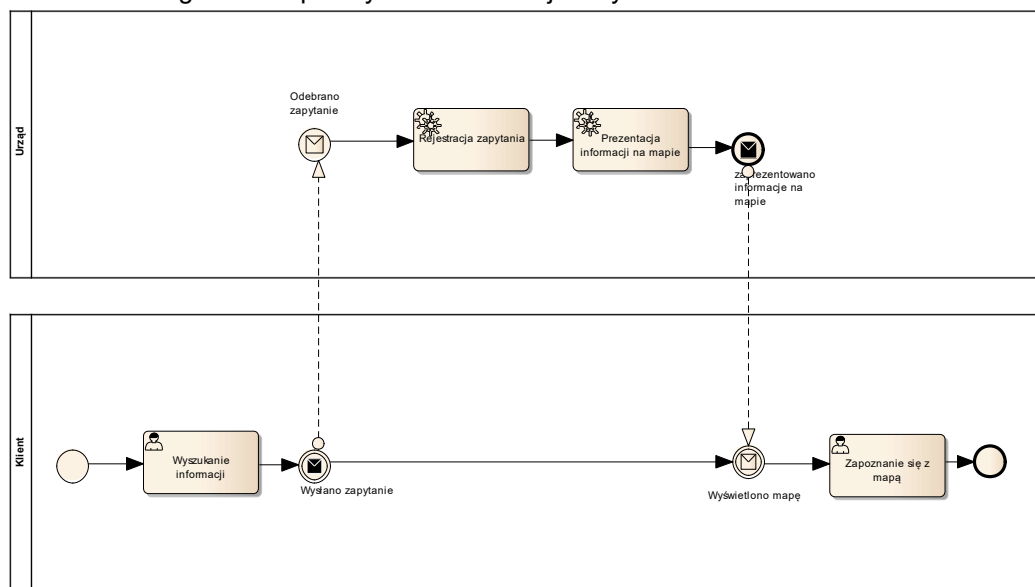 Urząd
Odebrano
zapytanie
Rejestracja zapytania
Prezentacja
informacji na mapie
zaprezentowano
informacje na
mapie
Klient
Wyszukanie
informacji
Wysłano zapytanie
Wyświetlono mapę
Zapoznanie się z
mapą